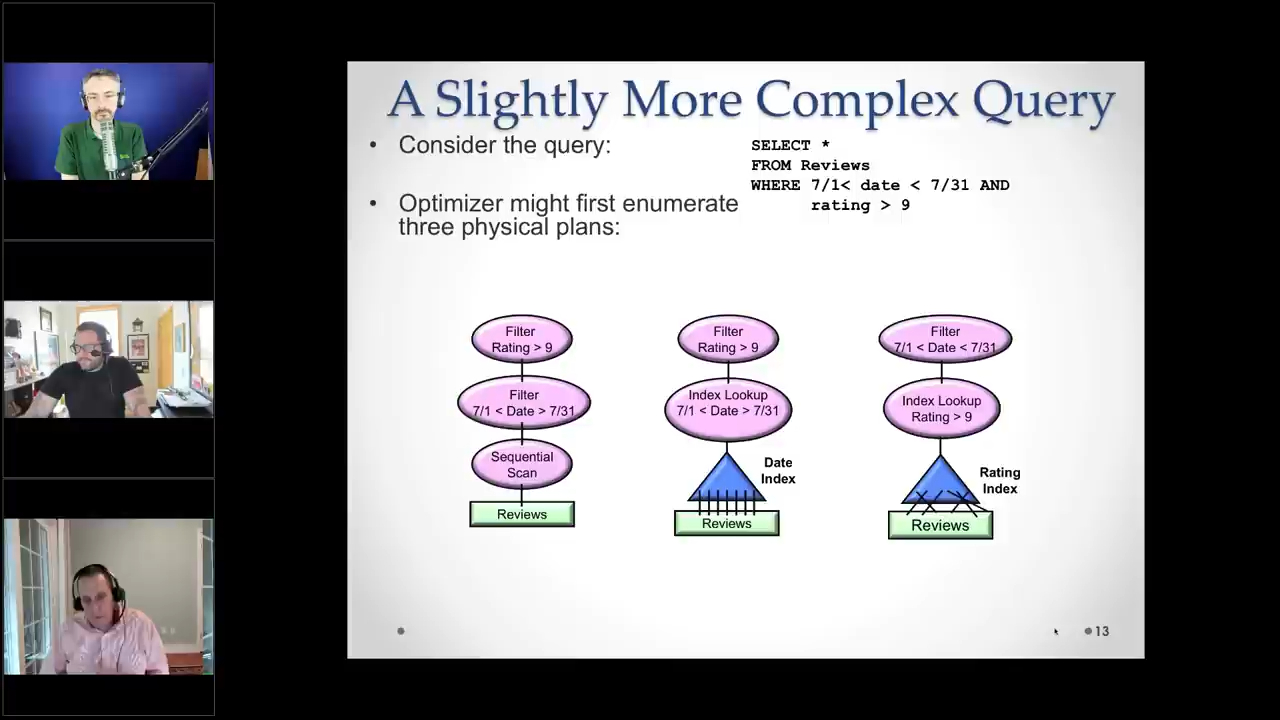 A Slightly More Complex Query
• Consider the query:
SELECT *
FROM Reviews
WHERE 7/1< date < 7/31 AND
rating > 9
• Optimizer might first enumerate
three physical plans:
Filter
Rating > 9
Filter
7/1 < Date > 7/31
Sequential
Scan
Reviews
Filter
Rating > 9
Index Lookup
7/1 < Date > 7/31
Date
Index
Reviews
Filter
7/1 < Date < 7/31
Index Lookup
Rating > 9
Rating
Index
Reviews
13